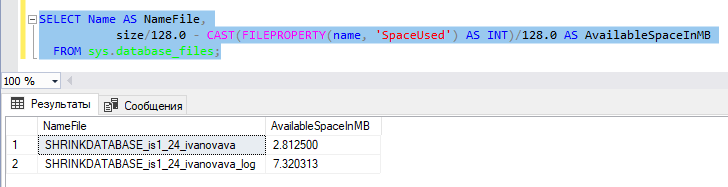 SELECT Name AS NameFile,
size/128.0 - CAST(FILEPROPERTY(name, 'SpaceUsed') AS INT)/128.0 AS AvailableSpaceInMB
FROM sys.database_files;
100 %
Результаты Сообщения
NameFile AvailableSpaceInMB
1 SHRINKDATABASE_is1_24_ivanovava 2.812500
2 SHRINKDATABASE_is1_24_ivanovava_log 7.320313